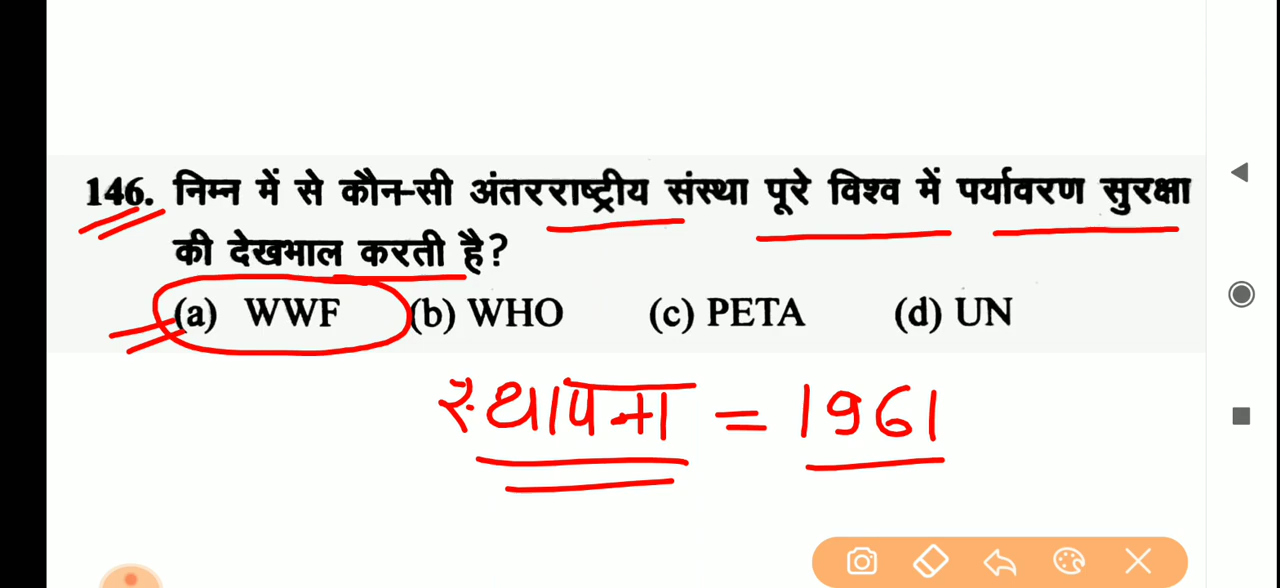 146. निम्न में से कौन-सी अंतरराष्ट्रीय संस्था पूरे विश्व में पर्यावरण सुरक्षा
की देखभाल करती है?
(a) WWF (b) WHO (c) PETA (d) UN
स्थापना = 1961